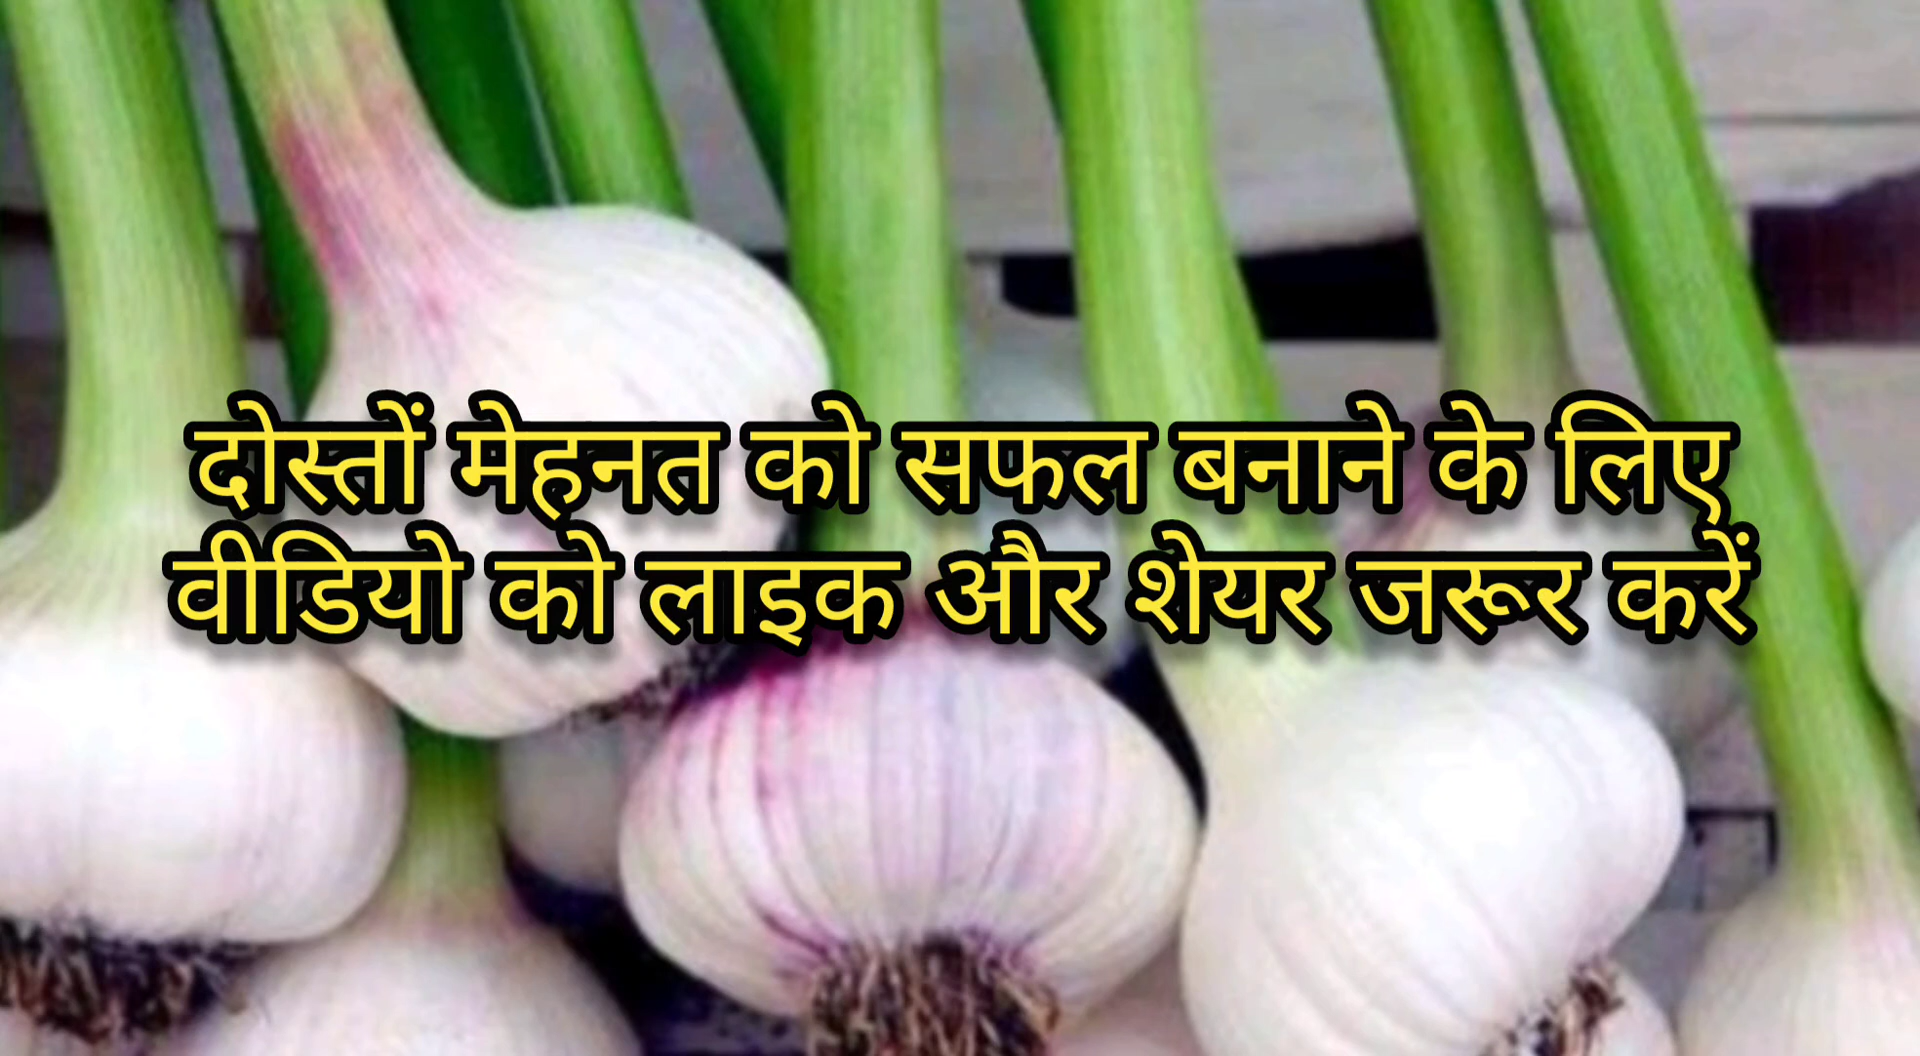 दोस्तों मेहनत को सफल बनाने के लिए
वीडियो को लाइक और शेयर जरूर करें